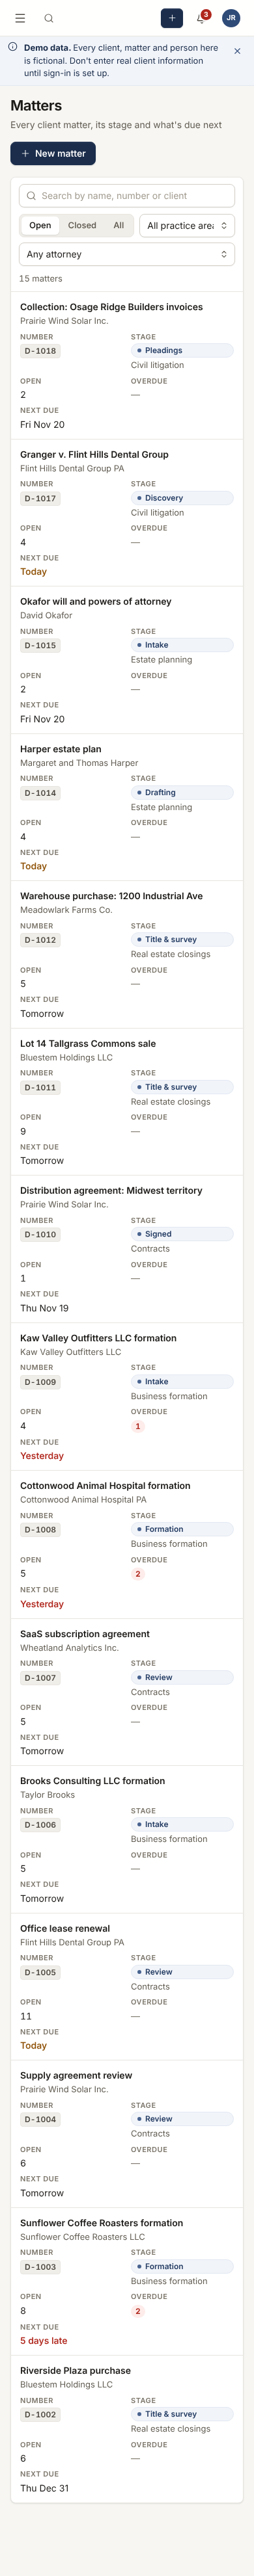 3
JR
Demo data. Every client, matter and person here
is fictional. Don't enter real client information
until sign-in is set up.
Matters
Every client matter, its stage and what's due next
New matter
Search by name, number or client
Open Closed All All practice area
Any attorney
15 matters
Collection: Osage Ridge Builders invoices
Prairie Wind Solar Inc.
NUMBER STAGE
D-1018 Pleadings
Civil litigation
OPEN OVERDUE
2 —
NEXT DUE
Fri Nov 20
Granger v. Flint Hills Dental Group
Flint Hills Dental Group PA
NUMBER STAGE
D-1017 Discovery
Civil litigation
OPEN OVERDUE
4 —
NEXT DUE
Today
Okafor will and powers of attorney
David Okafor
NUMBER STAGE
D-1015 Intake
Estate planning
OPEN OVERDUE
2 —
NEXT DUE
Fri Nov 20
Harper estate plan
Margaret and Thomas Harper
NUMBER STAGE
D-1014 Drafting
Estate planning
OPEN OVERDUE
4 —
NEXT DUE
Today
Warehouse purchase: 1200 Industrial Ave
Meadowlark Farms Co.
NUMBER STAGE
D-1012 Title & survey
Real estate closings
OPEN OVERDUE
5 —
NEXT DUE
Tomorrow
Lot 14 Tallgrass Commons sale
Bluestem Holdings LLC
NUMBER STAGE
D-1011 Title & survey
Real estate closings
OPEN OVERDUE
9 —
NEXT DUE
Tomorrow
Distribution agreement: Midwest territory
Prairie Wind Solar Inc.
NUMBER STAGE
D-1010 Signed
Contracts
OPEN OVERDUE
1 —
NEXT DUE
Thu Nov 19
Kaw Valley Outfitters LLC formation
Kaw Valley Outfitters LLC
NUMBER STAGE
D-1009 Intake
Business formation
OPEN OVERDUE
4 1
NEXT DUE
Yesterday
Cottonwood Animal Hospital formation
Cottonwood Animal Hospital PA
NUMBER STAGE
D-1008 Formation
Business formation
OPEN OVERDUE
5 2
NEXT DUE
Yesterday
SaaS subscription agreement
Wheatland Analytics Inc.
NUMBER STAGE
D-1007 Review
Contracts
OPEN OVERDUE
5 —
NEXT DUE
Tomorrow
Brooks Consulting LLC formation
Taylor Brooks
NUMBER STAGE
D-1006 Intake
Business formation
OPEN OVERDUE
5 —
NEXT DUE
Tomorrow
Office lease renewal
Flint Hills Dental Group PA
NUMBER STAGE
D-1005 Review
Contracts
OPEN OVERDUE
11 —
NEXT DUE
Today
Supply agreement review
Prairie Wind Solar Inc.
NUMBER STAGE
D-1004 Review
Contracts
OPEN OVERDUE
6 —
NEXT DUE
Tomorrow
Sunflower Coffee Roasters formation
Sunflower Coffee Roasters LLC
NUMBER STAGE
D-1003 Formation
Business formation
OPEN OVERDUE
8 2
NEXT DUE
5 days late
Riverside Plaza purchase
Bluestem Holdings LLC
NUMBER STAGE
D-1002 Title & survey
Real estate closings
OPEN OVERDUE
6 —
NEXT DUE
Thu Dec 31